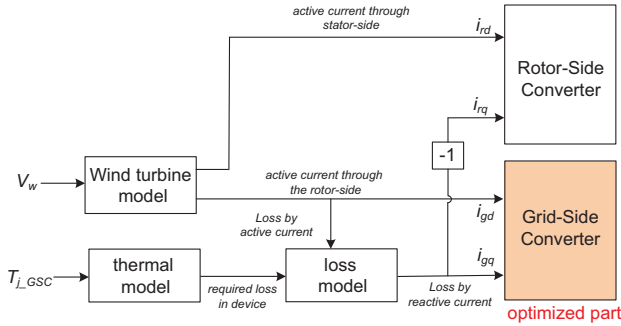 active current through
stator-side
i_rd
Rotor-Side
Converter
i_rq
-1
V_w
Wind turbine
model
active current through
the rotor-side
i_gd
Grid-Side
Converter
Loss by
active current
T_j_GSC
thermal
model
required loss
in device
loss
model
Loss by
reactive current
i_gq
optimized part